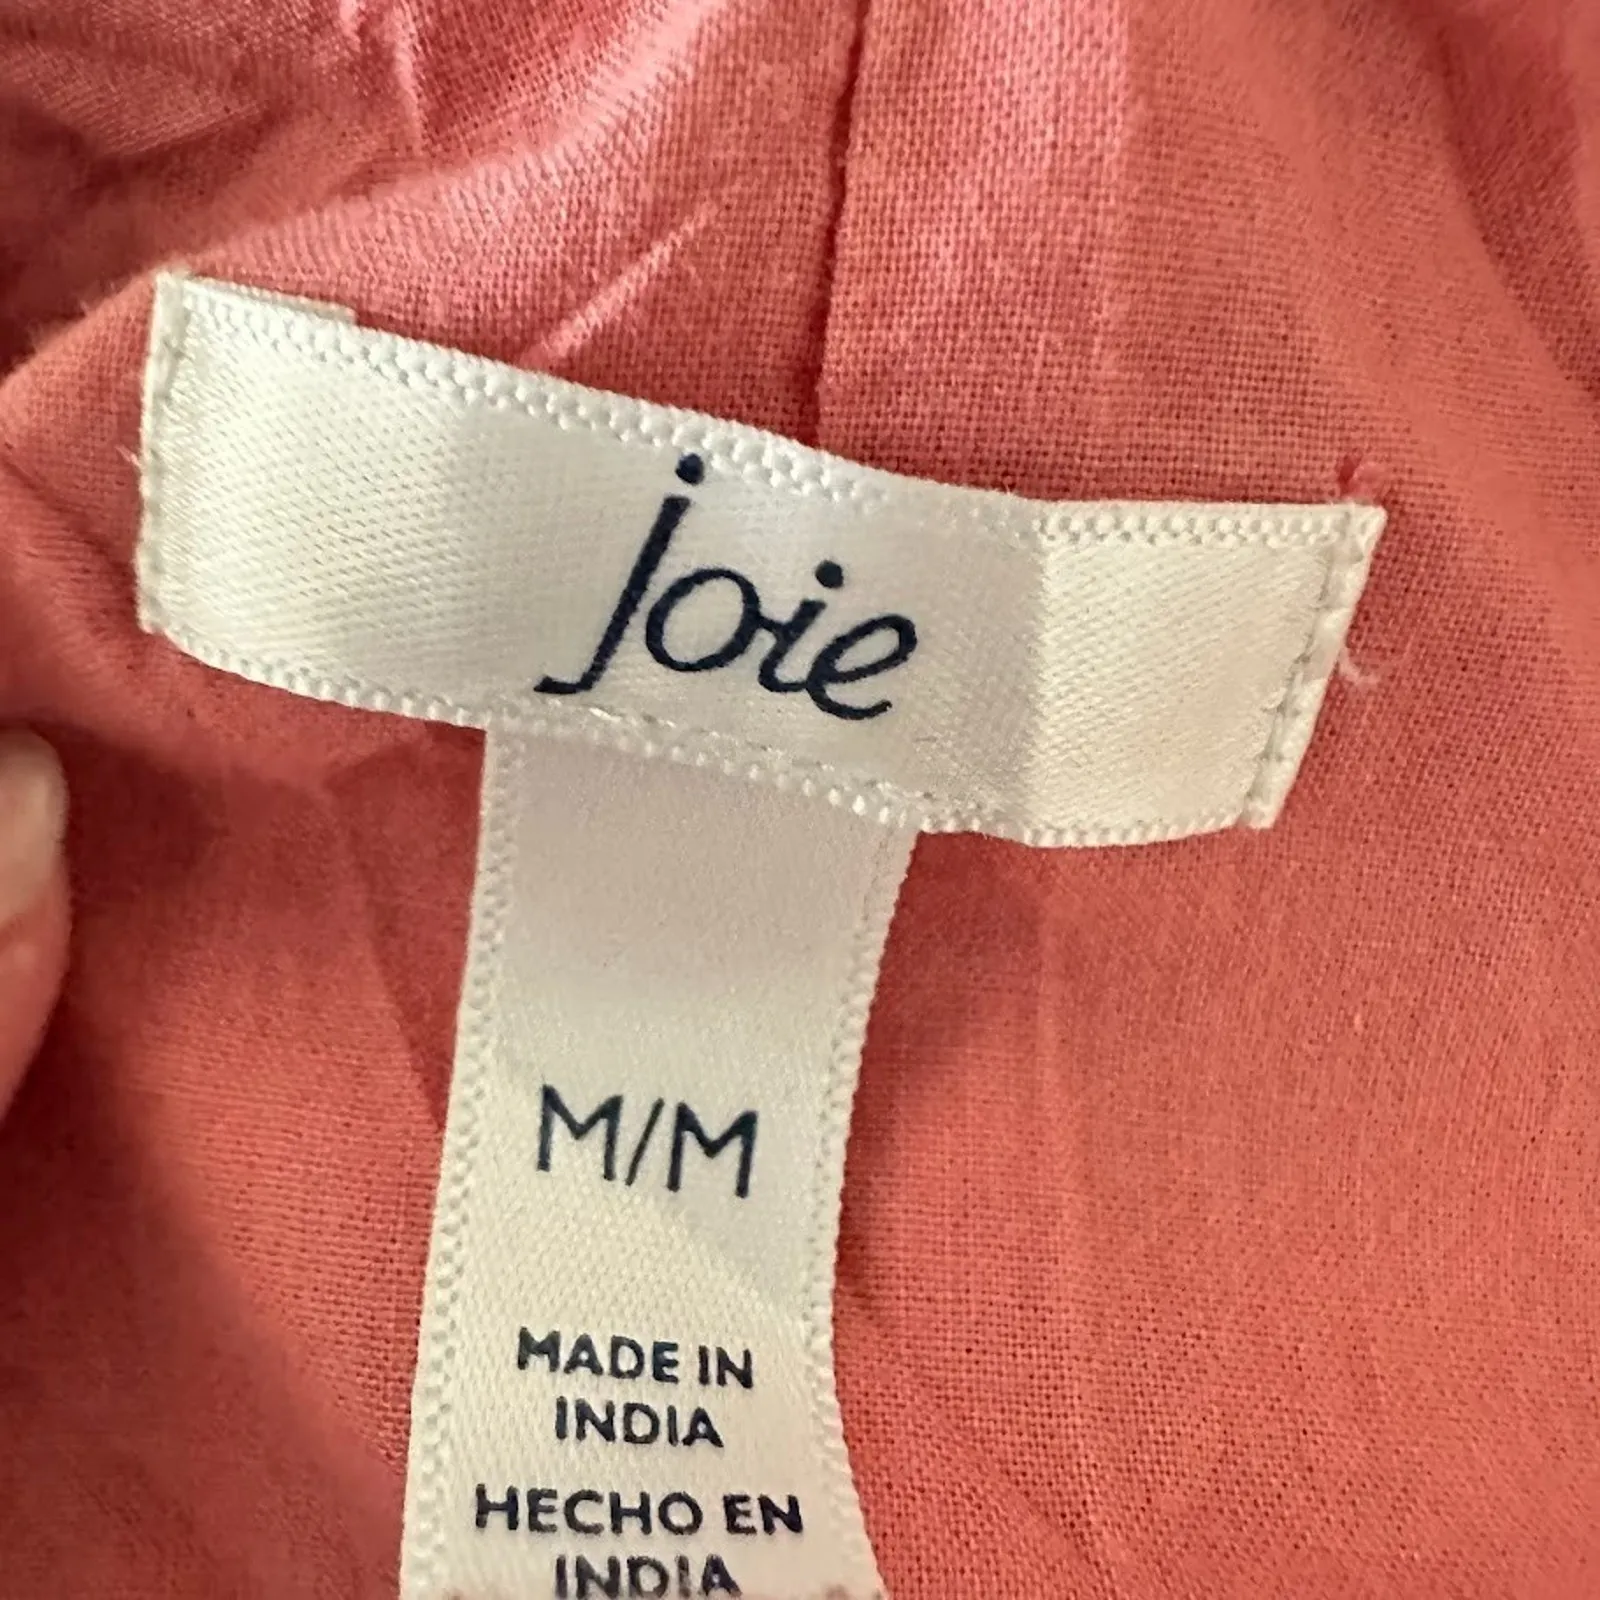 joie
M/M
MADE IN
INDIA
HECHO EN
INDIA